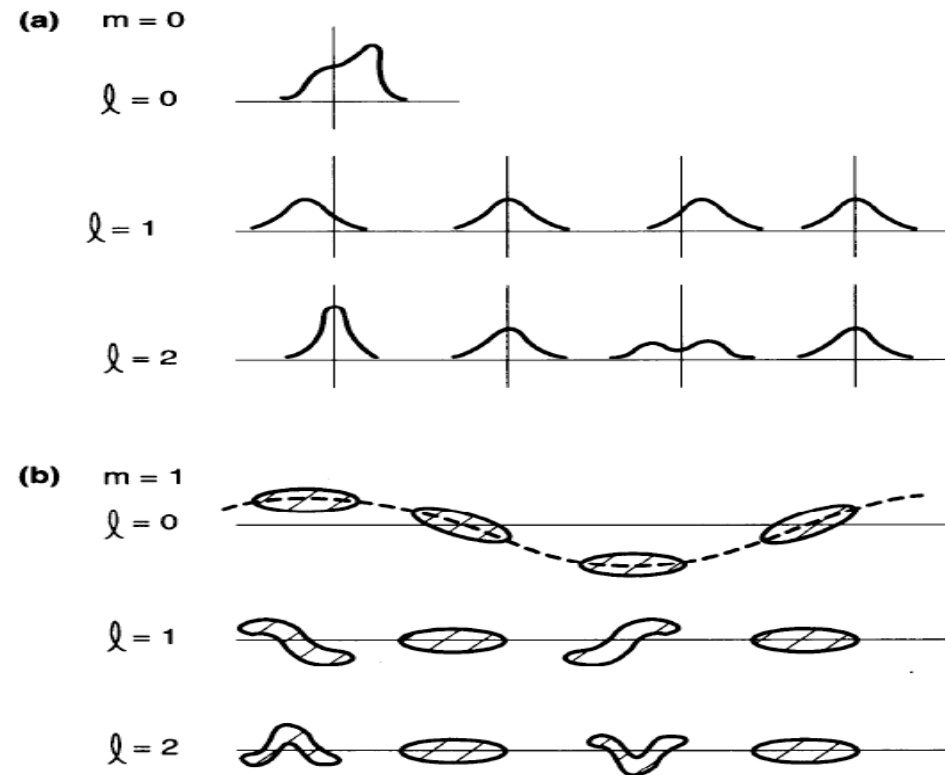 (a) m = 0
ℓ = 0
ℓ = 1
ℓ = 2
(b) m = 1
ℓ = 0
ℓ = 1
ℓ = 2